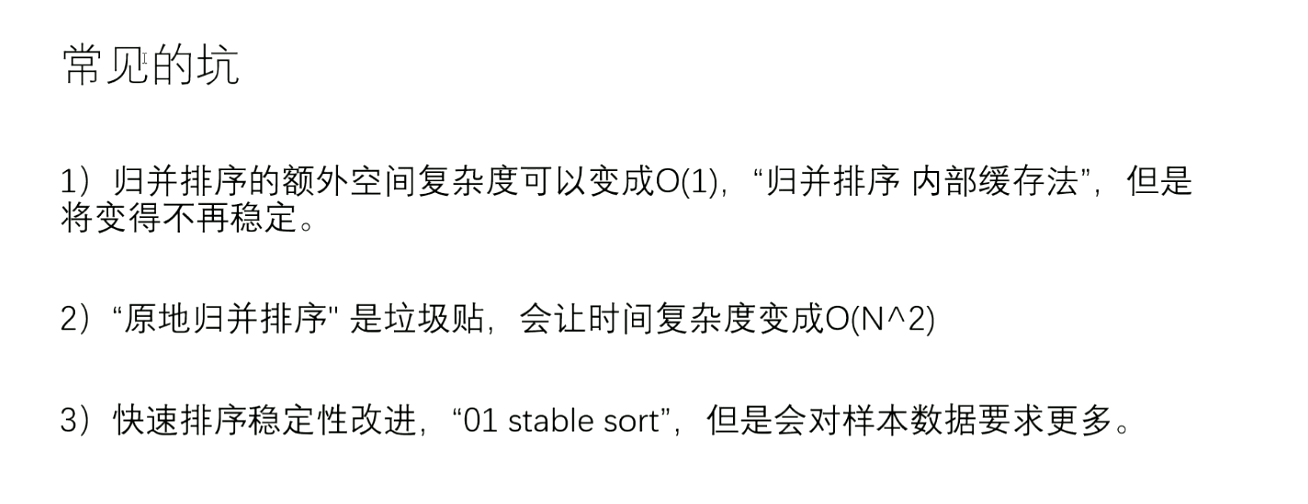 常见的坑
1）归并排序的额外空间复杂度可以变成O(1)，“归并排序 内部缓存法”，但是
将变得不再稳定。
2）“原地归并排序" 是垃圾贴，会让时间复杂度变成O(N^2)
3）快速排序稳定性改进，“01 stable sort”，但是会对样本数据要求更多。